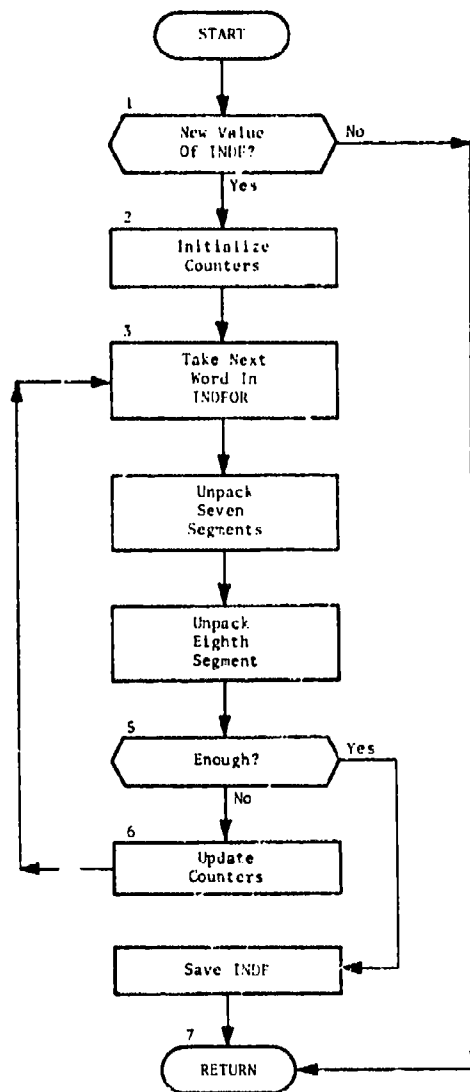 START
1
New Value
Of INDF?
No
Yes
2
Initialize
Counters
3
Take Next
Word In
INDFOR
Unpack
Seven
Segments
Unpack
Eighth
Segment
5
Enough?
Yes
No
6
Update
Counters
Save INDF
7
RETURN